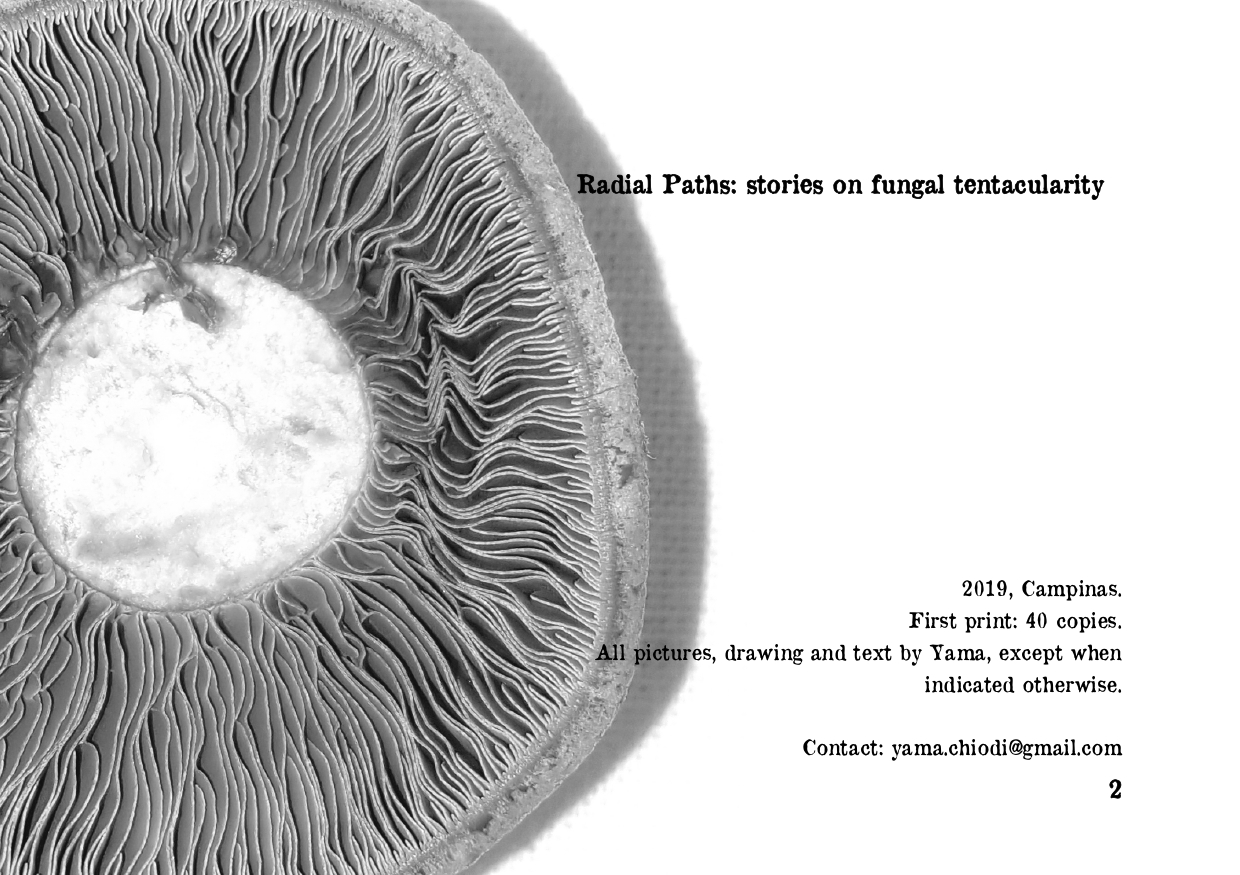 Radial Paths: stories on fungal tentacularity
2019, Campinas.
First print: 40 copies.
All pictures, drawing and text by Yama, except when
indicated otherwise.
Contact: yama.chiodi@gmail.com
2